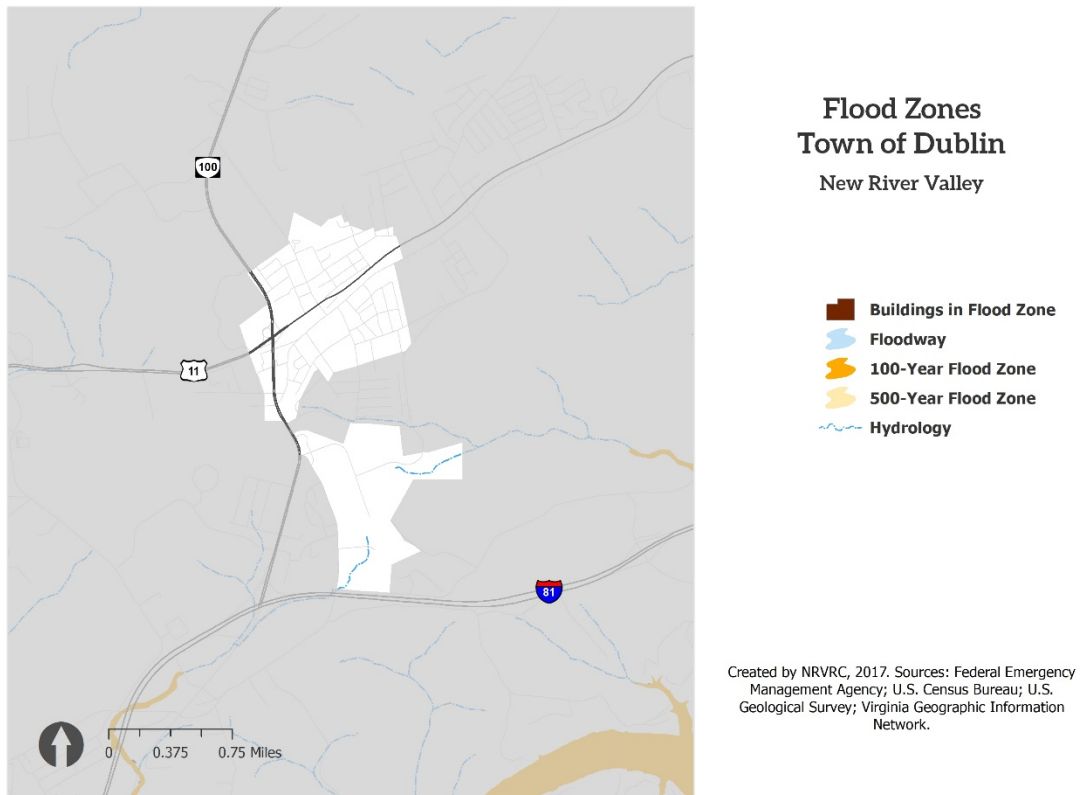 Flood Zones
Town of Dublin
New River Valley
100
11
81
Buildings in Flood Zone
Floodway
100-Year Flood Zone
500-Year Flood Zone
Hydrology
0 0.375 0.75 Miles
Created by NRVRC, 2017. Sources: Federal Emergency
Management Agency; U.S. Census Bureau; U.S.
Geological Survey; Virginia Geographic Information
Network.